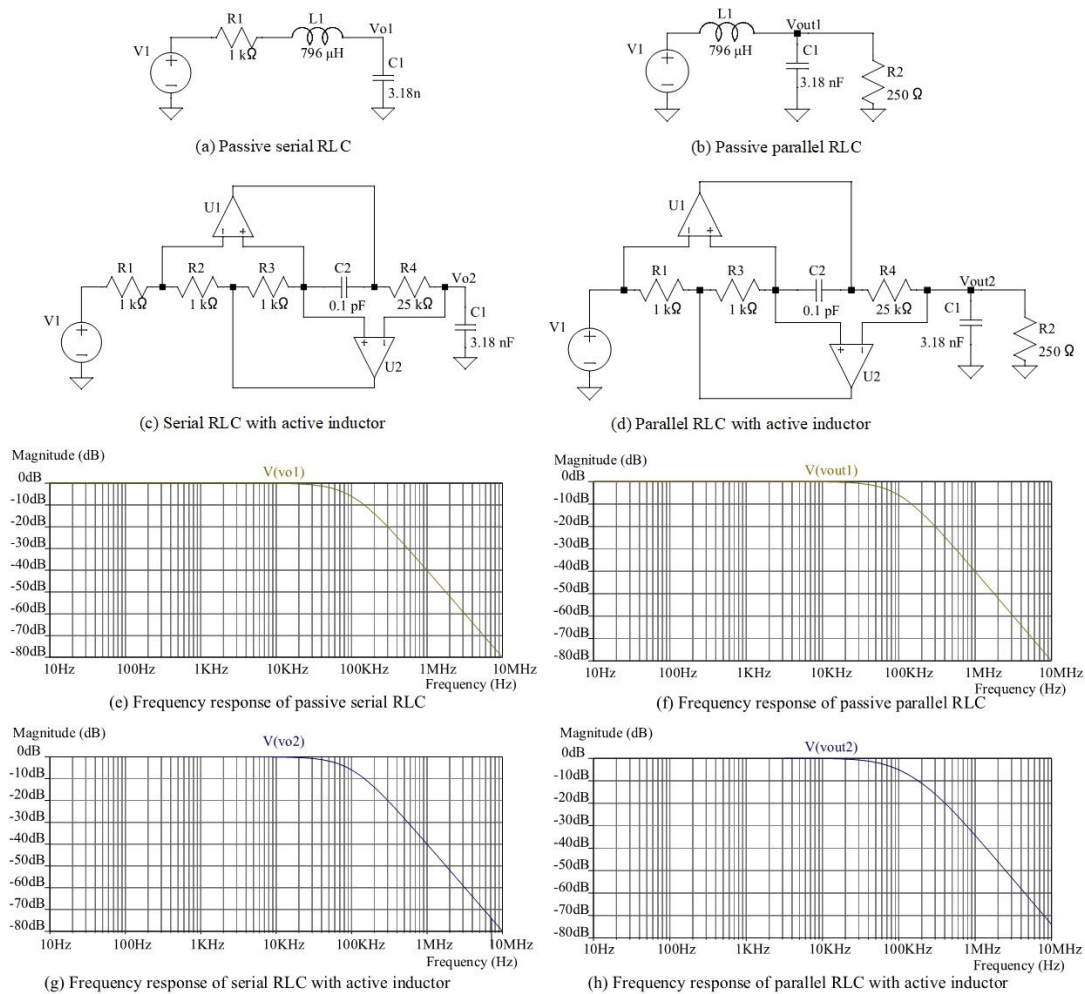 L1
R1
Vo1
V1
1 kΩ
796 μH
C1
3.18n
(a) Passive serial RLC
L1
Vout1
V1
796 μH
C1
R2
3.18 nF
250 Ω
(b) Passive parallel RLC
U1
R1
R2
R3
C2
R4
Vo2
1 kΩ
1 kΩ
1 kΩ
0.1 pF
25 kΩ
V1
C1
3.18 nF
U2
(c) Serial RLC with active inductor
U1
R1
R3
C2
R4
Vout2
1 kΩ
1 kΩ
0.1 pF
25 kΩ
V1
C1
R2
3.18 nF
250 Ω
U2
(d) Parallel RLC with active inductor
Magnitude (dB)
V(vo1)
0dB
-10dB
-20dB
-30dB
-40dB
-50dB
-60dB
-70dB
-80dB
10Hz 100Hz 1KHz 10KHz 100KHz 1MHz 10MHz
Frequency (Hz)
(e) Frequency response of passive serial RLC
Magnitude (dB)
V(vout1)
0dB
-10dB
-20dB
-30dB
-40dB
-50dB
-60dB
-70dB
-80dB
10Hz 100Hz 1KHz 10KHz 100KHz 1MHz 10MHz
Frequency (Hz)
(f) Frequency response of passive parallel RLC
Magnitude (dB)
V(vo2)
0dB
-10dB
-20dB
-30dB
-40dB
-50dB
-60dB
-70dB
-80dB
10Hz 100Hz 1KHz 10KHz 100KHz 1MHz 10MHz
Frequency (Hz)
(g) Frequency response of serial RLC with active inductor
Magnitude (dB)
V(vout2)
0dB
-10dB
-20dB
-30dB
-40dB
-50dB
-60dB
-70dB
-80dB
10Hz 100Hz 1KHz 10KHz 100KHz 1MHz 10MHz
Frequency (Hz)
(h) Frequency response of parallel RLC with active inductor